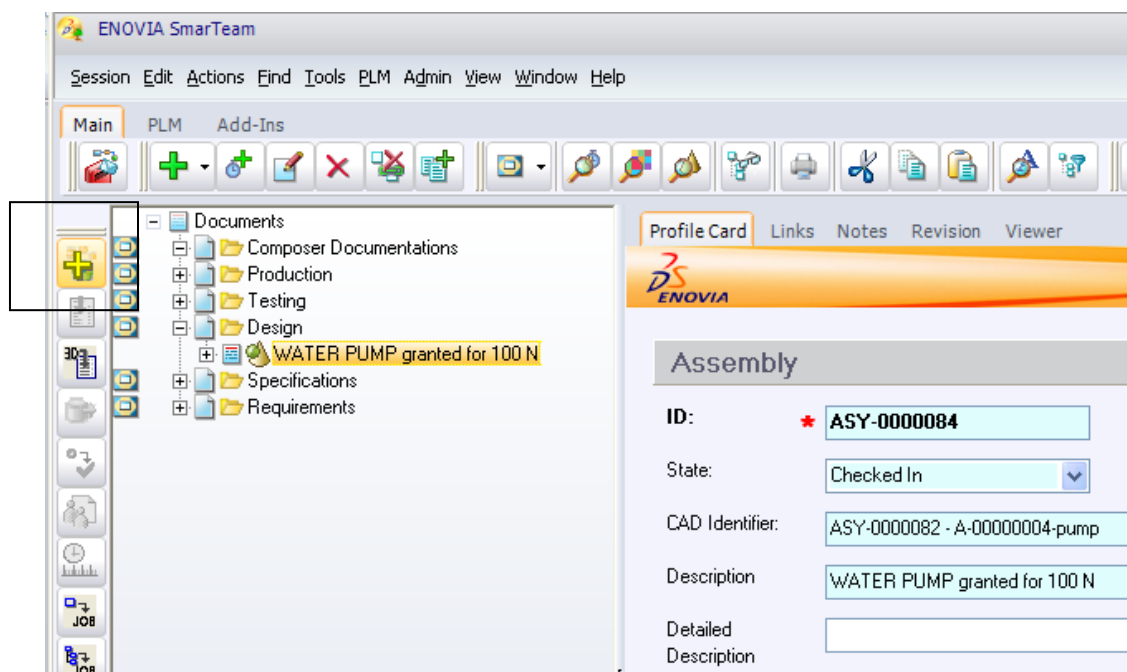 ENOVIA SmarTeam
Session Edit Actions Find Tools PLM Admin View Window Help
Main PLM Add-Ins
Documents
Composer Documentations
Production
Testing
Design
WATER PUMP granted for 100 N
Specifications
Requirements
3D
JOB
JOB
Profile Card Links Notes Revision Viewer
ENOVIA
Assembly
ID: * ASY-0000084
State: Checked In
CAD Identifier: ASY-0000082 - A-00000004-pump
Description WATER PUMP granted for 100 N
Detailed
Description